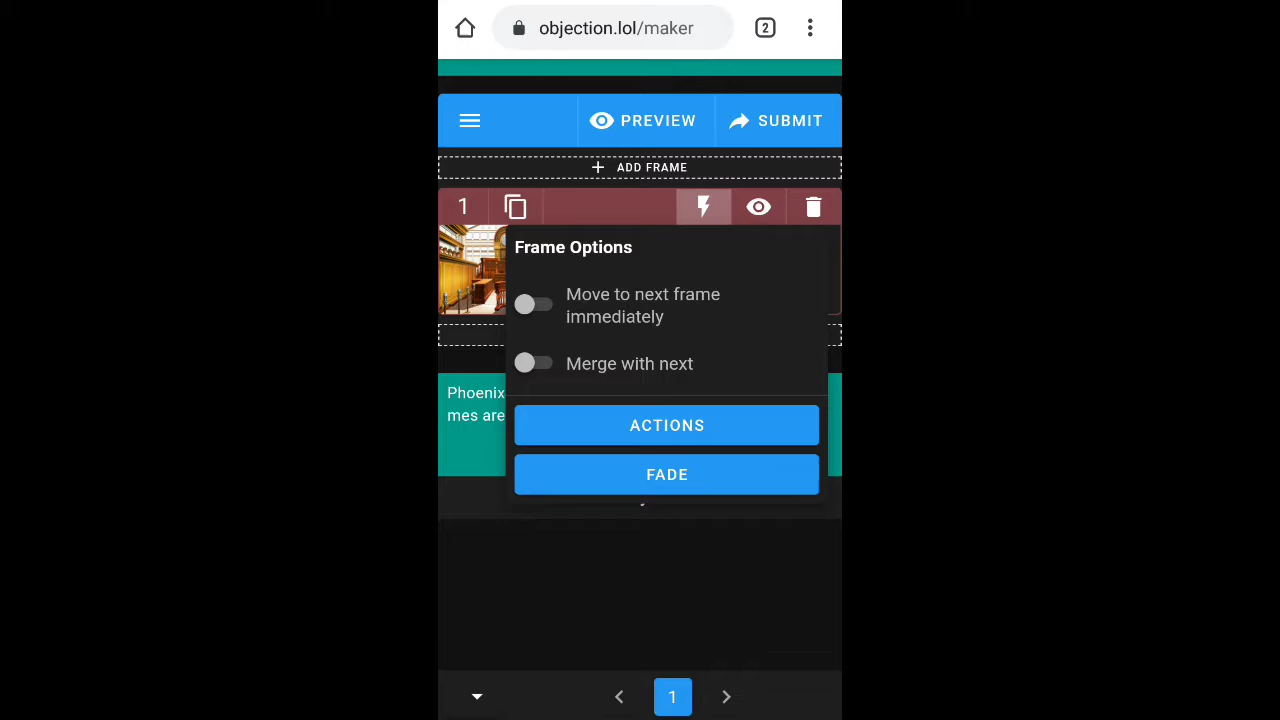 objection.lol/maker
2
PREVIEW
SUBMIT
ADD FRAME
1
Frame Options
Move to next frame
immediately
Merge with next
Phoenix
mes are
ACTIONS
FADE
1